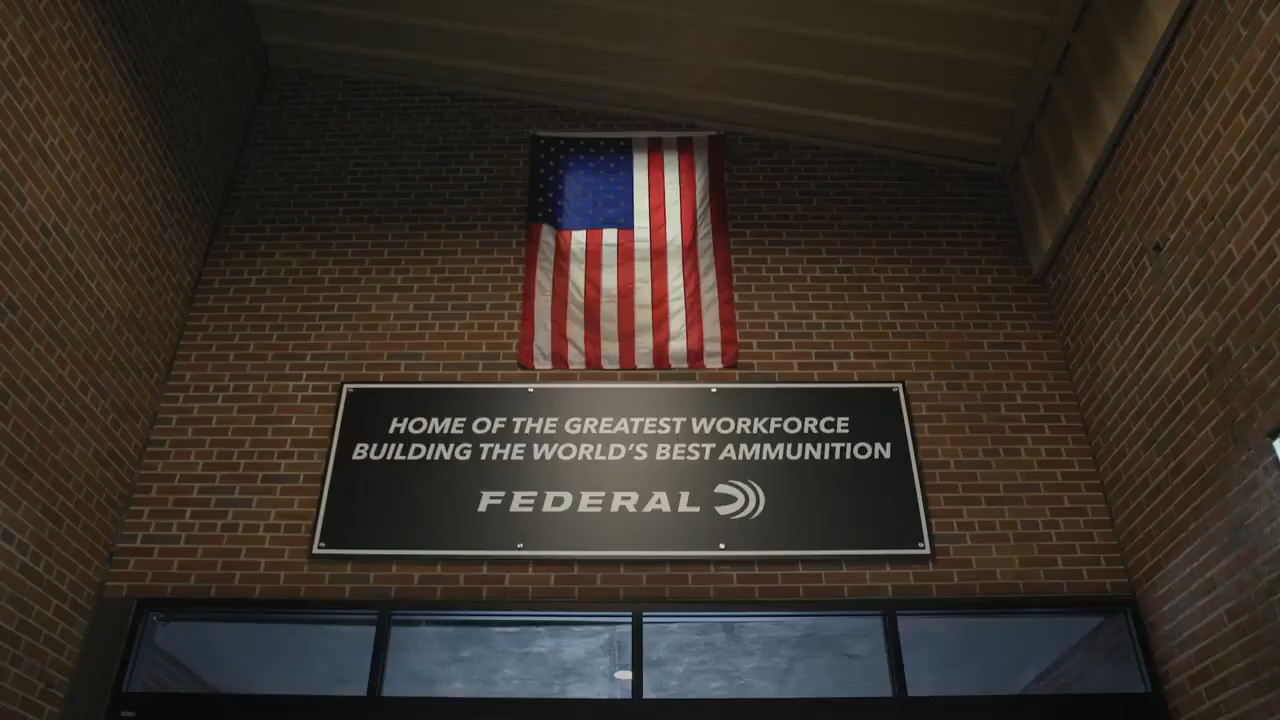 HOME OF THE GREATEST WORKFORCE
BUILDING THE WORLD'S BEST AMMUNITION
FEDERAL